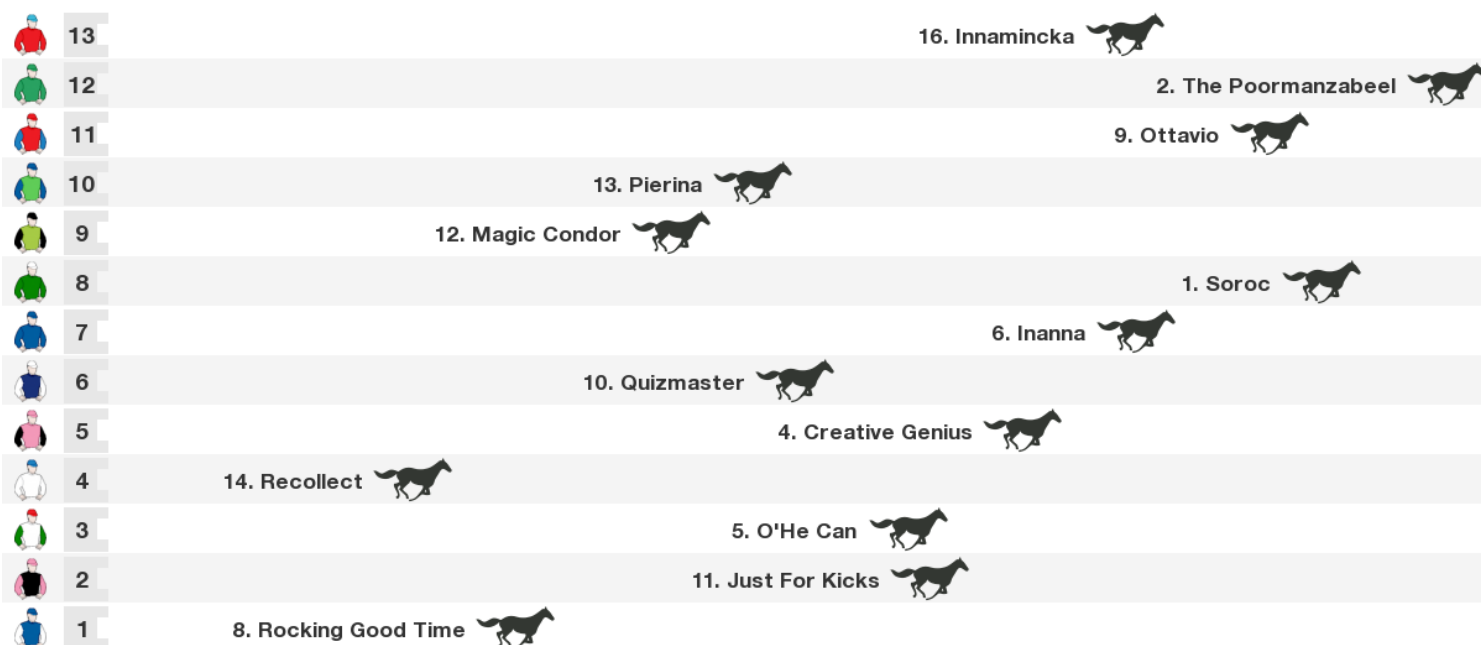 13 16. Innamincka
12 2. The Poormanzabeel
11 9. Ottavio
10 13. Pierina
9 12. Magic Condor
8 1. Soroc
7 6. Inanna
6 10. Quizmaster
5 4. Creative Genius
4 14. Recollect
3 5. O'He Can
2 11. Just For Kicks
1 8. Rocking Good Time